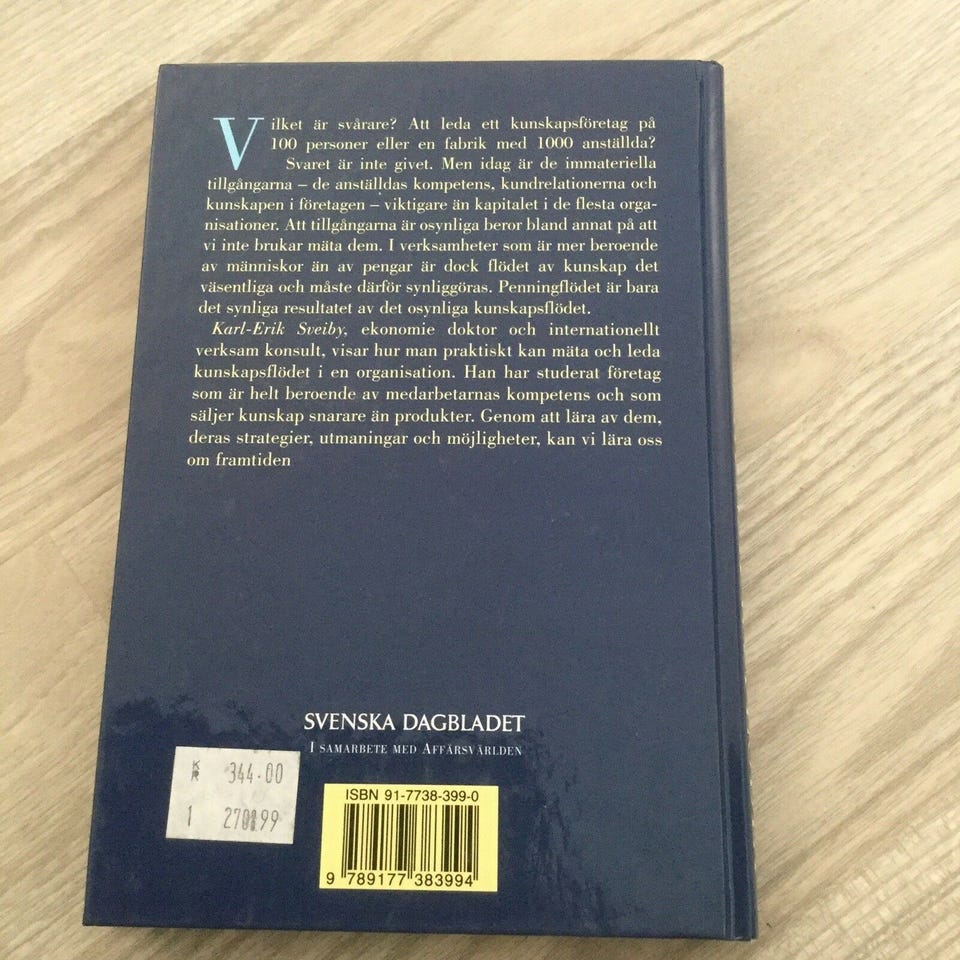 Vilket är svårare? Att leda ett kunskapsföretag på
100 personer eller en fabrik med 1000 anställda?
Svaret är inte givet. Men idag är de immateriella
tillgångarna – de anställdas kompetens, kundrelationerna och
kunskapen i företagen – viktigare än kapitalet i de flesta orga-
nisationer. Att tillgångarna är osynliga beror bland annat på att
vi inte brukar mäta dem. I verksamheter som är mer beroende
av människor än av pengar är dock flödet av kunskap det
väsentliga och måste därför synliggöras. Penningflödet är bara
det synliga resultatet av det osynliga kunskapsflödet.
Karl-Erik Sveiby, ekonomie doktor och internationellt
verksam konsult, visar hur man praktiskt kan mäta och leda
kunskapsflödet i en organisation. Han har studerat företag
som är helt beroende av medarbetarnas kompetens och som
säljer kunskap snarare än produkter. Genom att lära av dem,
deras strategier, utmaningar och möjligheter, kan vi lära oss
om framtiden
SVENSKA DAGBLADET
I SAMARBETE MED AFFÄRSVÄRLDEN
KR 344.00
1
ISBN 91-7738-399-0
9 789177 383994